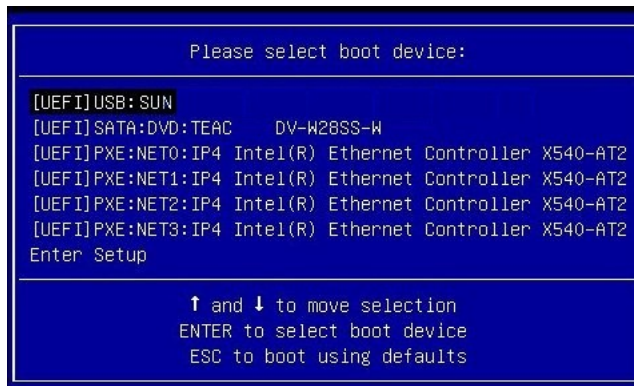 Please select boot device:
[UEFI]USB:SUN
[UEFI]SATA:DVD:TEAC DV-W28SS-W
[UEFI]PXE:NET0:IP4 Intel(R) Ethernet Controller X540-AT2
[UEFI]PXE:NET1:IP4 Intel(R) Ethernet Controller X540-AT2
[UEFI]PXE:NET2:IP4 Intel(R) Ethernet Controller X540-AT2
[UEFI]PXE:NET3:IP4 Intel(R) Ethernet Controller X540-AT2
Enter Setup
↑ and ↓ to move selection
ENTER to select boot device
ESC to boot using defaults